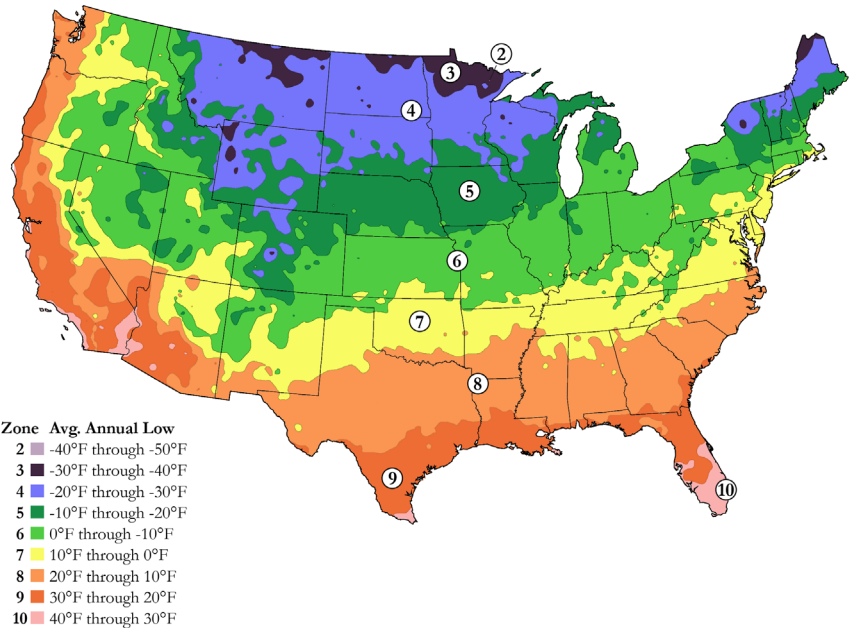 2
3
4
5
6
7
8
9
10
Zone Avg. Annual Low
2 -40°F through -50°F
3 -30°F through -40°F
4 -20°F through -30°F
5 -10°F through -20°F
6 0°F through -10°F
7 10°F through 0°F
8 20°F through 10°F
9 30°F through 20°F
10 40°F through 30°F